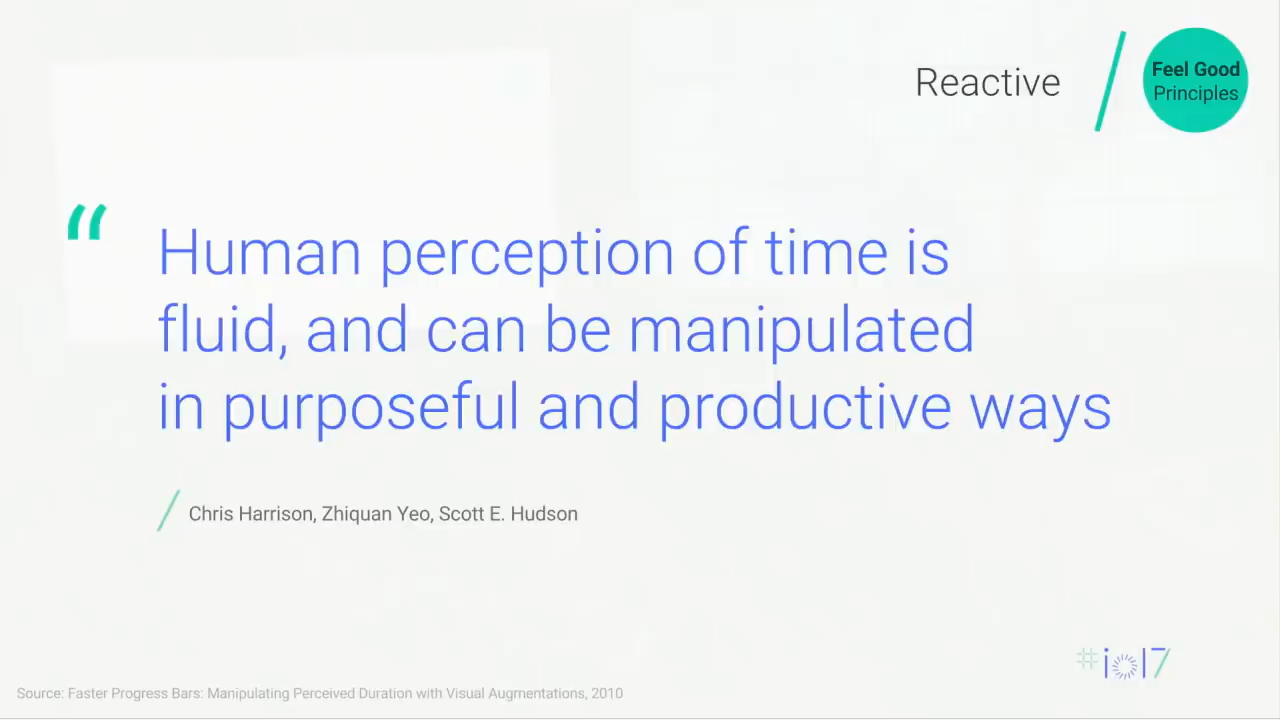 Reactive
Feel Good
Principles
“
Human perception of time is
fluid, and can be manipulated
in purposeful and productive ways
Chris Harrison, Zhiquan Yeo, Scott E. Hudson
#io17
Source: Faster Progress Bars: Manipulating Perceived Duration with Visual Augmentations, 2010